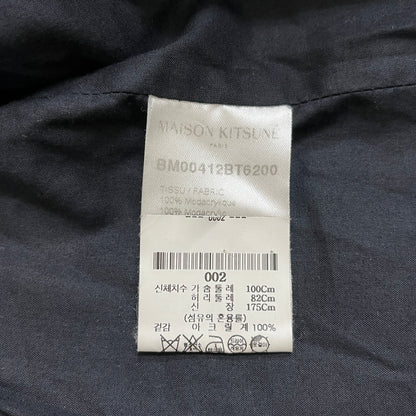 MAISON KITSUNÉ
PARIS
BM00412BT6200
TISSU / FABRIC
100% Modacrylique
100% Modacrylic
002
신체치수 가 슴 둘 레 100Cm
허 리 둘 레 82Cm
신 장 175Cm
(섬유의 혼용률)
겉감 아 크 릴 계 100%